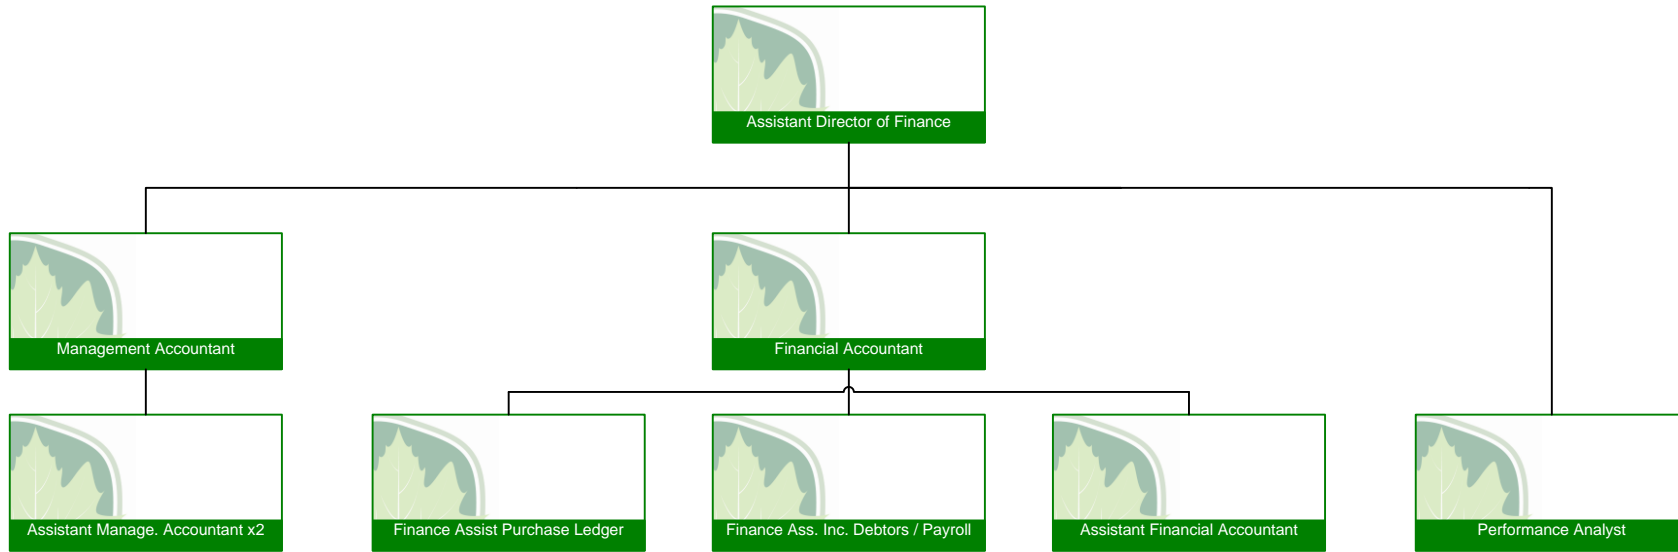 Assistant Director of Finance
Management Accountant
Financial Accountant
Assistant Manage. Accountant x2
Finance Assist Purchase Ledger
Finance Ass. Inc. Debtors / Payroll
Assistant Financial Accountant
Performance Analyst